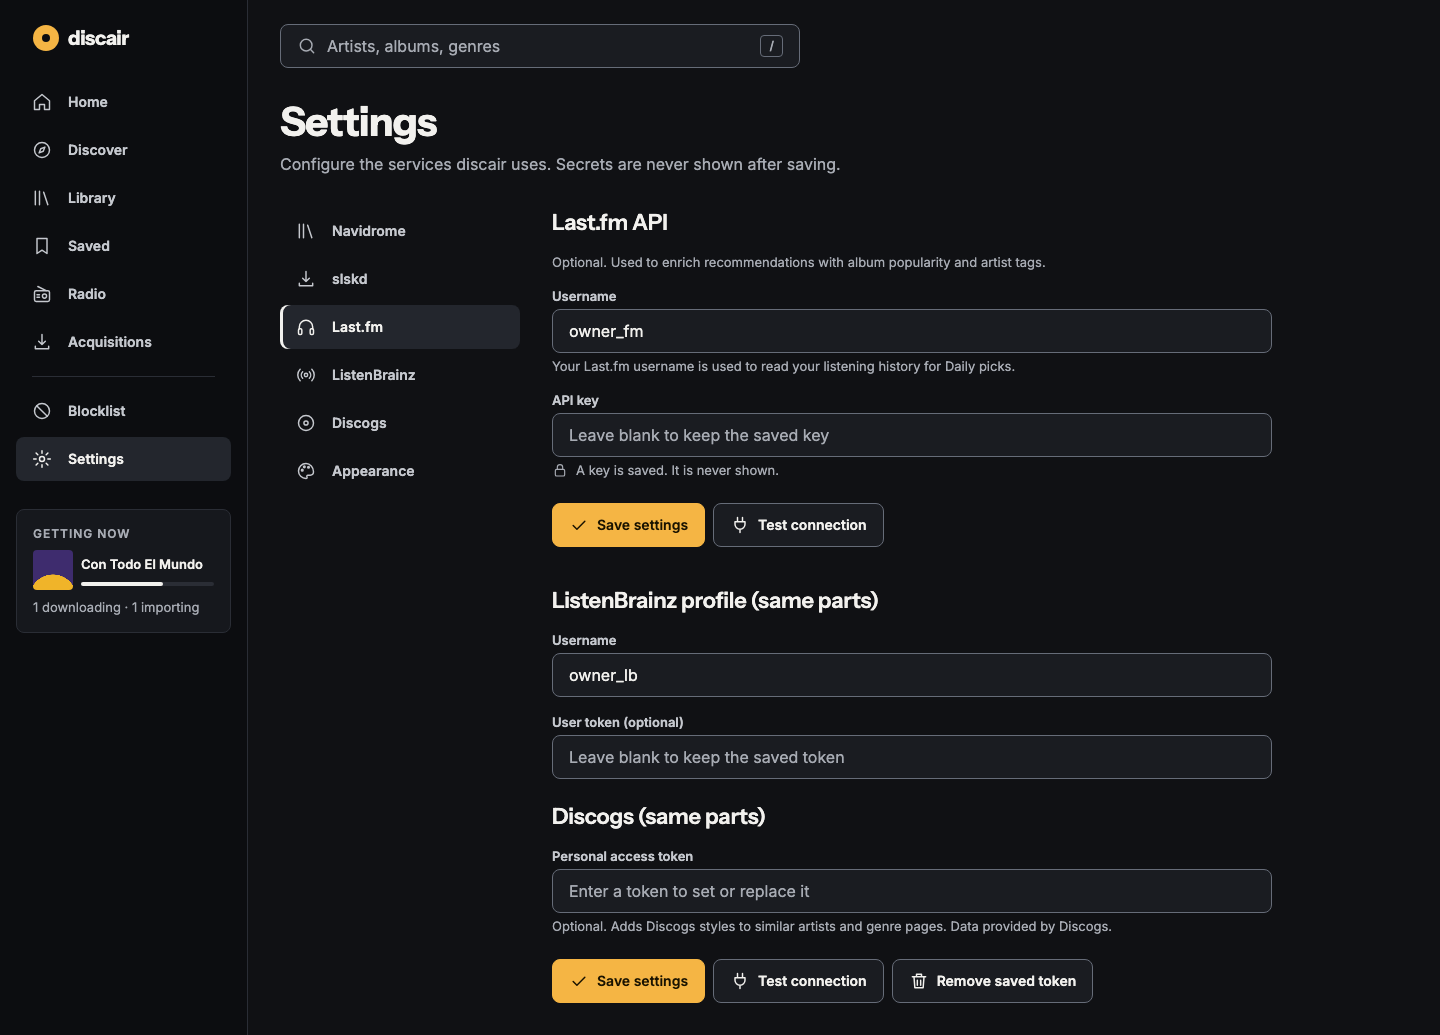 discair
Artists, albums, genres
/
Home
Discover
Library
Saved
Radio
Acquisitions
Blocklist
Settings
GETTING NOW
Con Todo El Mundo
1 downloading · 1 importing
Settings
Configure the services discair uses. Secrets are never shown after saving.
Navidrome
slskd
Last.fm
ListenBrainz
Discogs
Appearance
Last.fm API
Optional. Used to enrich recommendations with album popularity and artist tags.
Username
owner_fm
Your Last.fm username is used to read your listening history for Daily picks.
API key
Leave blank to keep the saved key
A key is saved. It is never shown.
Save settings
Test connection
ListenBrainz profile (same parts)
Username
owner_lb
User token (optional)
Leave blank to keep the saved token
Discogs (same parts)
Personal access token
Enter a token to set or replace it
Optional. Adds Discogs styles to similar artists and genre pages. Data provided by Discogs.
Save settings
Test connection
Remove saved token